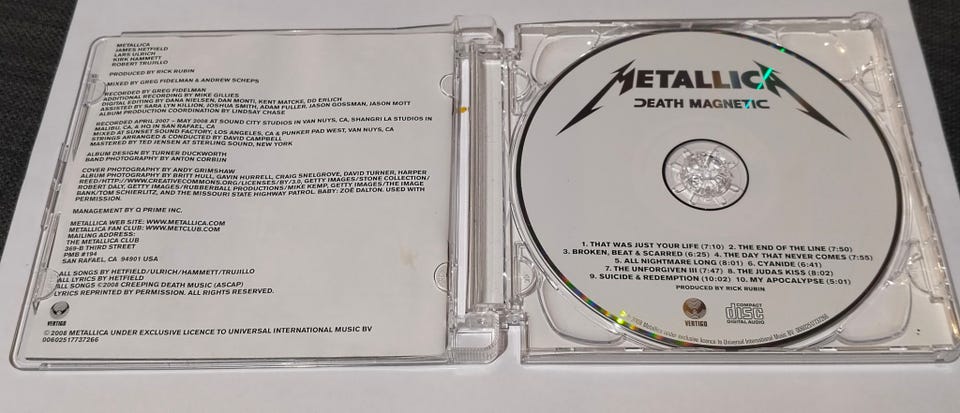 METALLICA
JAMES HETFIELD
LARS ULRICH
KIRK HAMMETT
ROBERT TRUJILLO
PRODUCED BY RICK RUBIN
MIXED BY GREG FIDELMAN & ANDREW SCHEPS
RECORDED BY GREG FIDELMAN
ADDITIONAL RECORDING BY MIKE GILLIES
DIGITAL EDITING BY DANA NIELSEN, DAN MONTI, KENT MATCKE, DD ERLICH
ASSISTED BY SARA LYN KILLION, JOSHUA SMITH, ADAM FULLER, JASON GOSSMAN, JASON MOTT
ALBUM PRODUCTION COORDINATION BY LINDSAY CHASE
RECORDED APRIL 2007 – MAY 2008 AT SOUND CITY STUDIOS IN VAN NUYS, CA, SHANGRI LA STUDIOS IN
MALIBU, CA, & HQ IN SAN RAFAEL, CA
MIXED AT SUNSET SOUND FACTORY, LOS ANGELES, CA & PUNKER PAD WEST, VAN NUYS, CA
STRINGS ARRANGED & CONDUCTED BY DAVID CAMPBELL
MASTERED BY TED JENSEN AT STERLING SOUND, NEW YORK
ALBUM DESIGN BY TURNER DUCKWORTH
BAND PHOTOGRAPHY BY ANTON CORBIJN
COVER PHOTOGRAPHY BY ANDY GRIMSHAW
ALBUM PHOTOGRAPHY BY BRITT HULL, GAVIN HURRELL, CRAIG SNELGROVE, DAVID TURNER, HARPER
REED/HTTP://WWW.CREATIVECOMMONS.ORG/LICENSES/BY/3.0, GETTY IMAGES/STONE COLLECTION/
ROBERT DALY, GETTY IMAGES/RUBBERBALL PRODUCTIONS/MIKE KEMP, GETTY IMAGES/THE IMAGE
BANK/TOM SCHIERLITZ, AND THE MISSOURI STATE HIGHWAY PATROL. BABY: ZOË DALTON. USED WITH
PERMISSION.
MANAGEMENT BY Q PRIME INC.
METALLICA WEB SITE: WWW.METALLICA.COM
METALLICA FAN CLUB: WWW.METCLUB.COM
MAILING ADDRESS:
THE METALLICA CLUB
369-B THIRD STREET
PMB #194
SAN RAFAEL, CA 94901 USA
ALL SONGS BY HETFIELD/ULRICH/HAMMETT/TRUJILLO
ALL LYRICS BY HETFIELD
ALL SONGS ©2008 CREEPING DEATH MUSIC (ASCAP)
LYRICS REPRINTED BY PERMISSION. ALL RIGHTS RESERVED.
VERTIGO
© 2008 METALLICA UNDER EXCLUSIVE LICENCE TO UNIVERSAL INTERNATIONAL MUSIC BV
00602517737266
METALLICA
DEATH MAGNETIC
1. THAT WAS JUST YOUR LIFE (7:10) 2. THE END OF THE LINE (7:50)
3. BROKEN, BEAT & SCARRED (6:25) 4. THE DAY THAT NEVER COMES (7:55)
5. ALL NIGHTMARE LONG (8:01) 6. CYANIDE (6:41)
7. THE UNFORGIVEN III (7:47) 8. THE JUDAS KISS (8:02)
9. SUICIDE & REDEMPTION (10:02) 10. MY APOCALYPSE (5:01)
PRODUCED BY RICK RUBIN
VERTIGO
COMPACT
disc
DIGITAL AUDIO
2008 Metallica under exclusive licence to Universal International Music BV 00602517737266